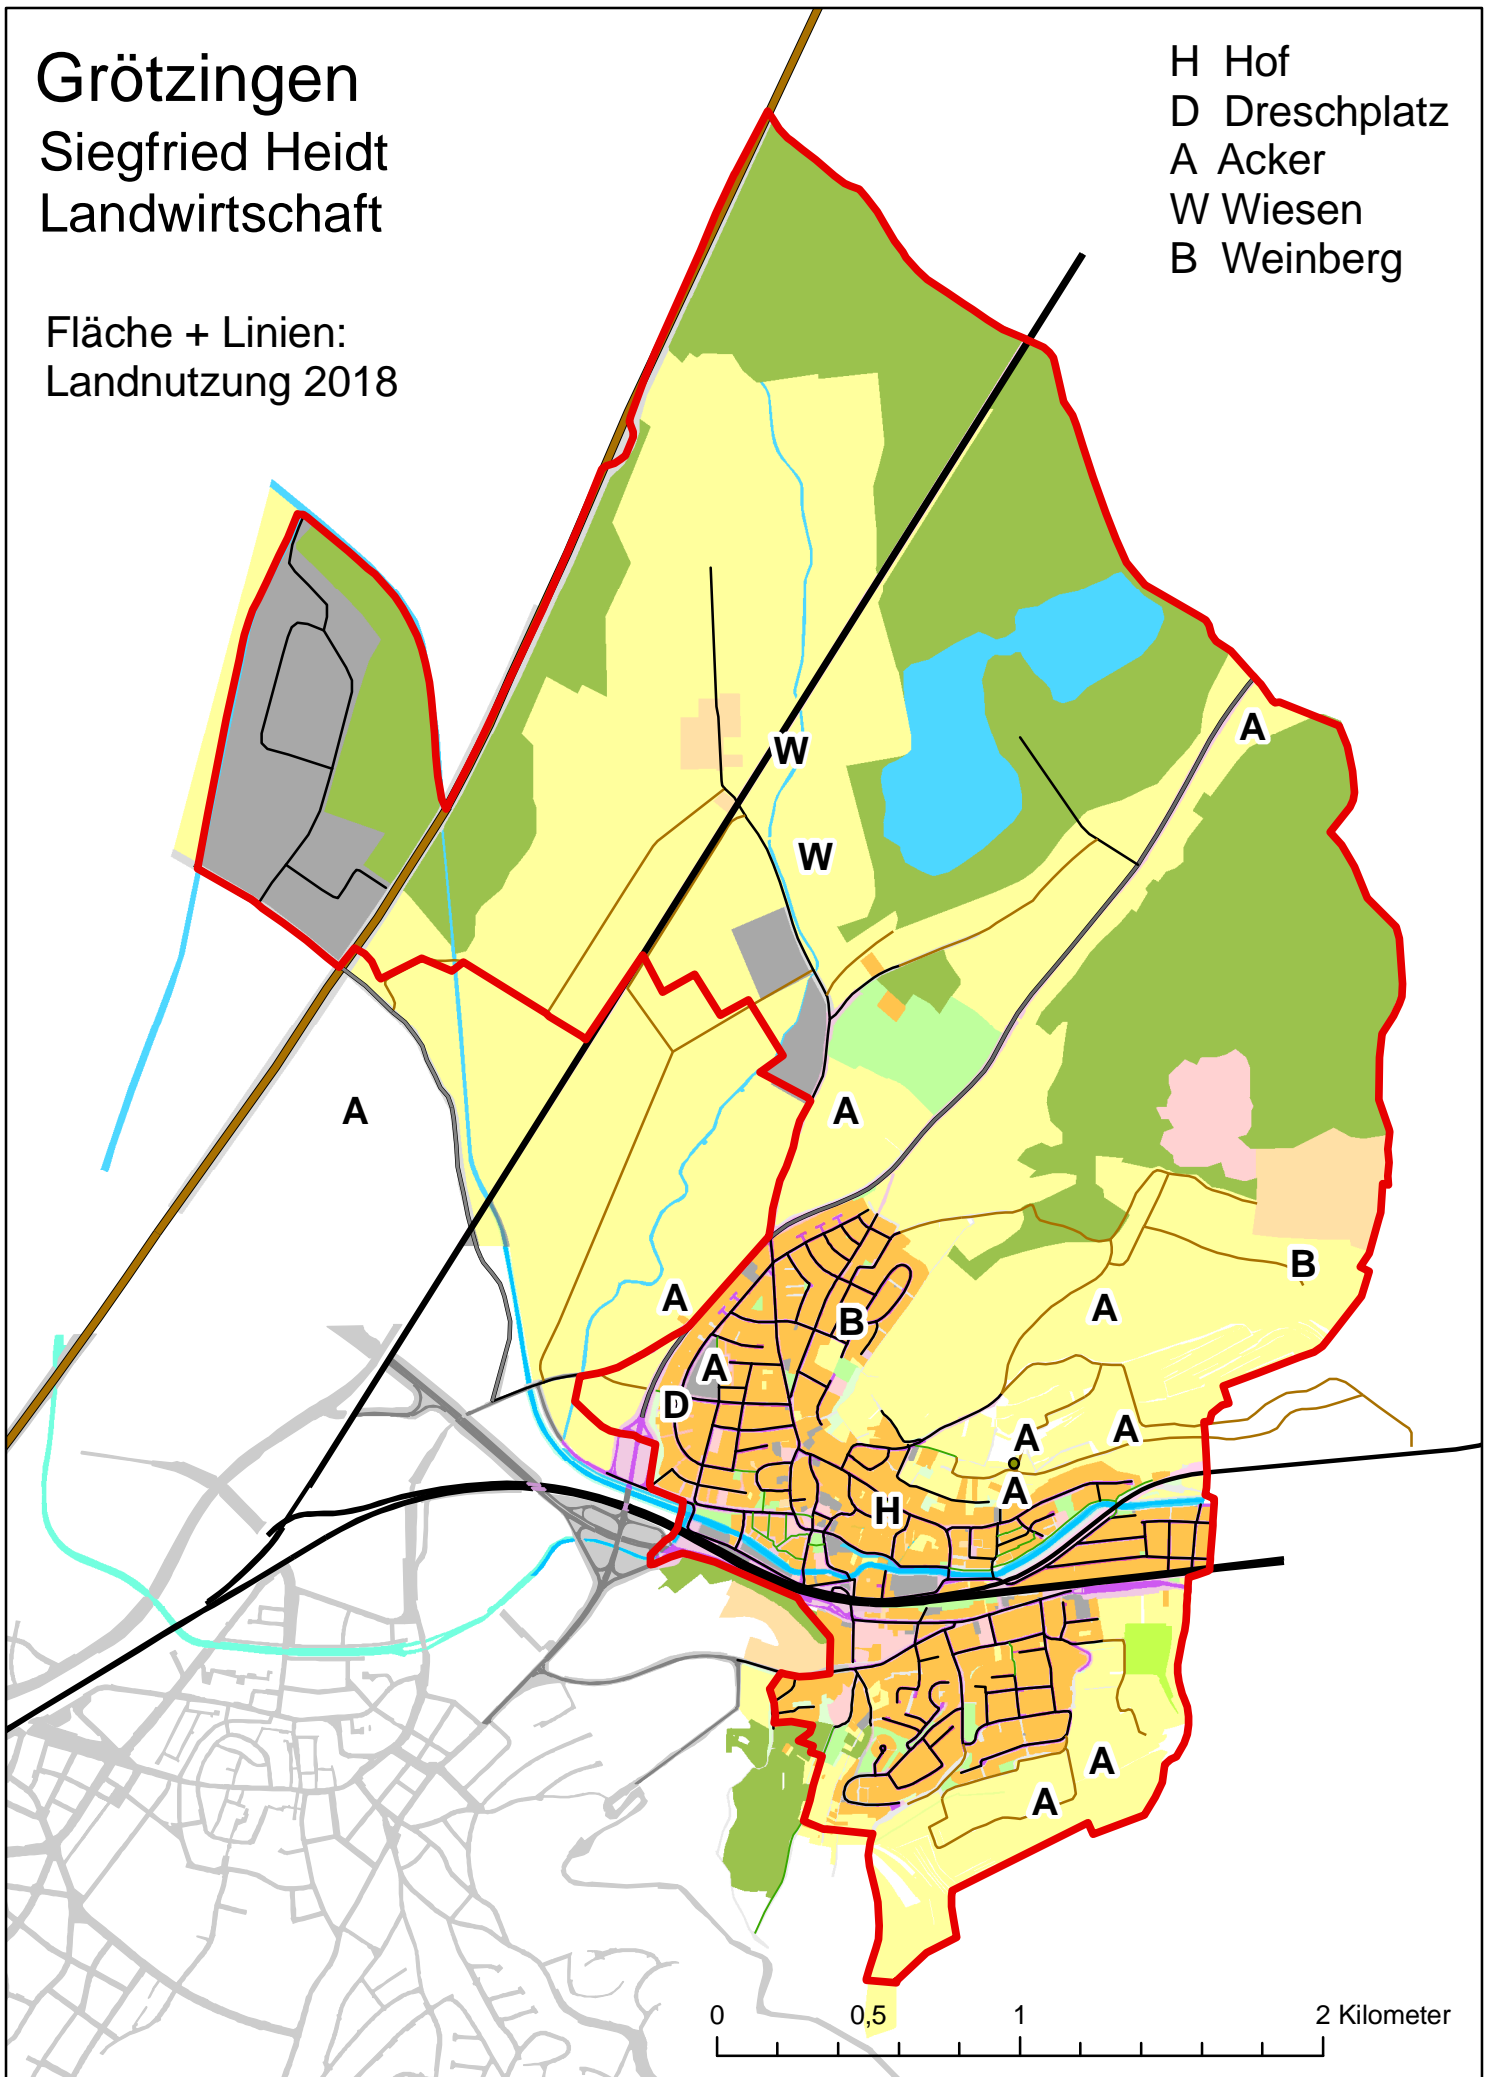 Grötzingen
Siegfried Heidt
Landwirtschaft
Fläche + Linien:
Landnutzung 2018
H Hof
D Dreschplatz
A Acker
W Wiesen
B Weinberg
A
W
W
A
A
B
A
A
B
A
D
A
A
A
H
A
A
0 0,5 1 2 Kilometer